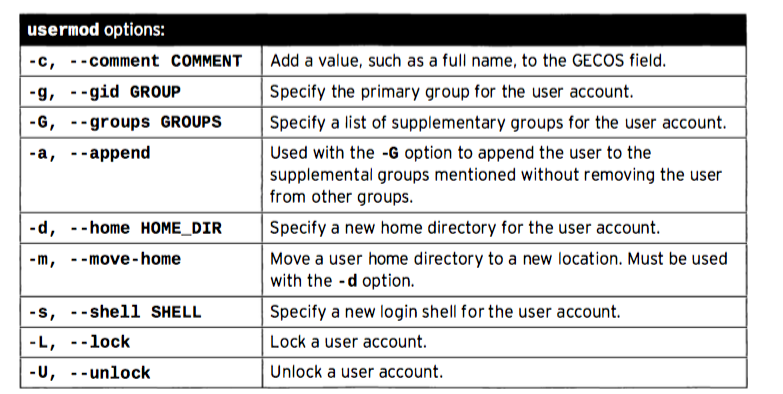 usermod options:
-c, --comment COMMENT Add a value, such as a full name, to the GECOS field.
-g, --gid GROUP Specify the primary group for the user account.
-G, --groups GROUPS Specify a list of supplementary groups for the user account.
-a, --append Used with the -G option to append the user to the
supplemental groups mentioned without removing the user
from other groups.
-d, --home HOME_DIR Specify a new home directory for the user account.
-m, --move-home Move a user home directory to a new location. Must be used
with the -d option.
-s, --shell SHELL Specify a new login shell for the user account.
-L, --lock Lock a user account.
-U, --unlock Unlock a user account.